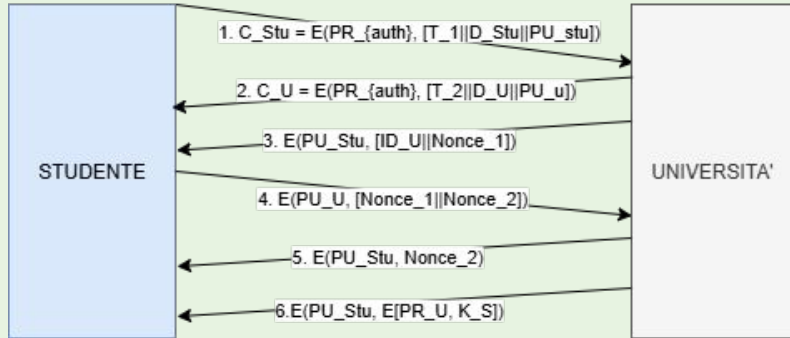 1. C_Stu = E(PR_{auth}, [T_1||D_Stu||PU_stu])
2. C_U = E(PR_{auth}, [T_2||D_U||PU_u])
3. E(PU_Stu, [ID_U||Nonce_1])
STUDENTE
UNIVERSITA'
4. E(PU_U, [Nonce_1||Nonce_2])
5. E(PU_Stu, Nonce_2)
6.E(PU_Stu, E[PR_U, K_S])